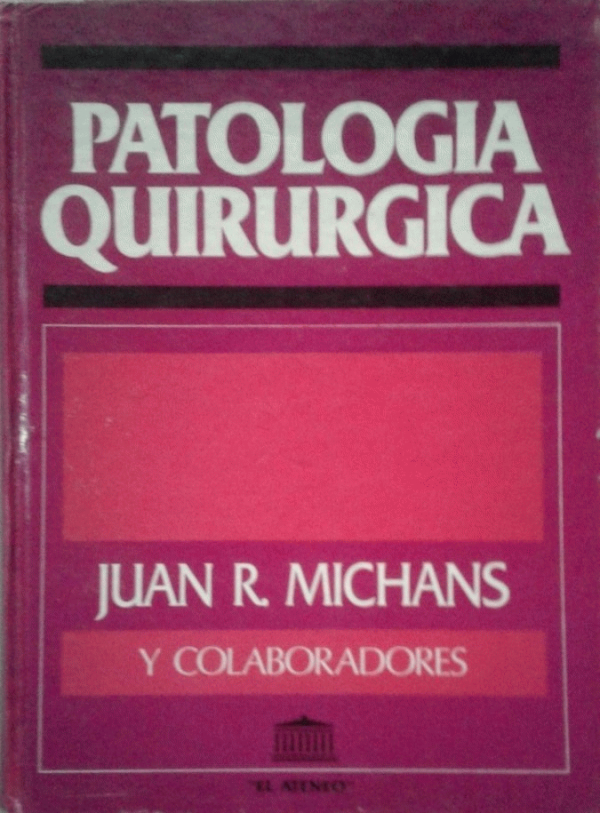 PATOLOGIA
QUIRURGICA
JUAN R. MICHANS
Y COLABORADORES
"EL ATENEO"